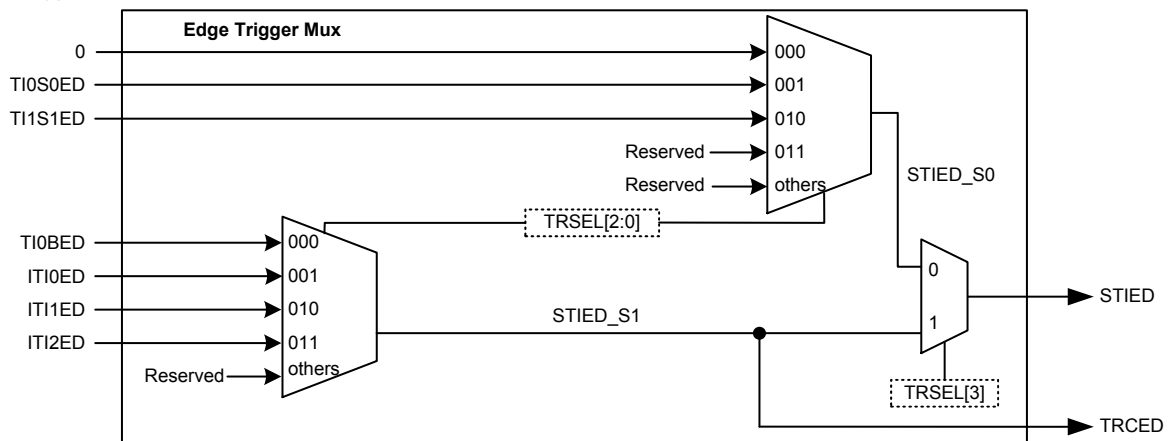 Edge Trigger Mux
0
000
TI0S0ED
001
TI1S1ED
010
Reserved
011
Reserved
others
STIED_S0
TRSEL[2:0]
TI0BED
000
ITI0ED
001
ITI1ED
010
ITI2ED
011
Reserved
others
STIED_S1
0
1
STIED
TRSEL[3]
TRCED